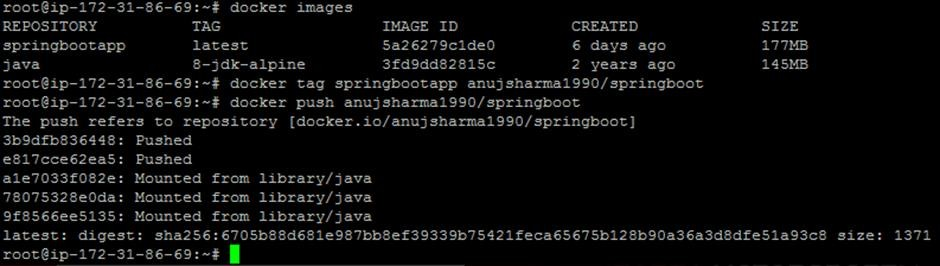 root@ip-172-31-86-69:~# docker images
REPOSITORY TAG IMAGE ID CREATED SIZE
springbootapp latest 5a26279c1de0 6 days ago 177MB
java 8-jdk-alpine 3fd9dd82815c 2 years ago 145MB
root@ip-172-31-86-69:~# docker tag springbootapp anujsharma1990/springboot
root@ip-172-31-86-69:~# docker push anujsharma1990/springboot
The push refers to repository [docker.io/anujsharma1990/springboot]
3b9dfb836448: Pushed
e817cce62ea5: Pushed
a1e7033f082e: Mounted from library/java
78075328e0da: Mounted from library/java
9f8566ee5135: Mounted from library/java
latest: digest: sha256:6705b88d681e987bb8ef39339b75421feca65675b128b90a36a3d8dfe51a93c8 size: 1371
root@ip-172-31-86-69:~#